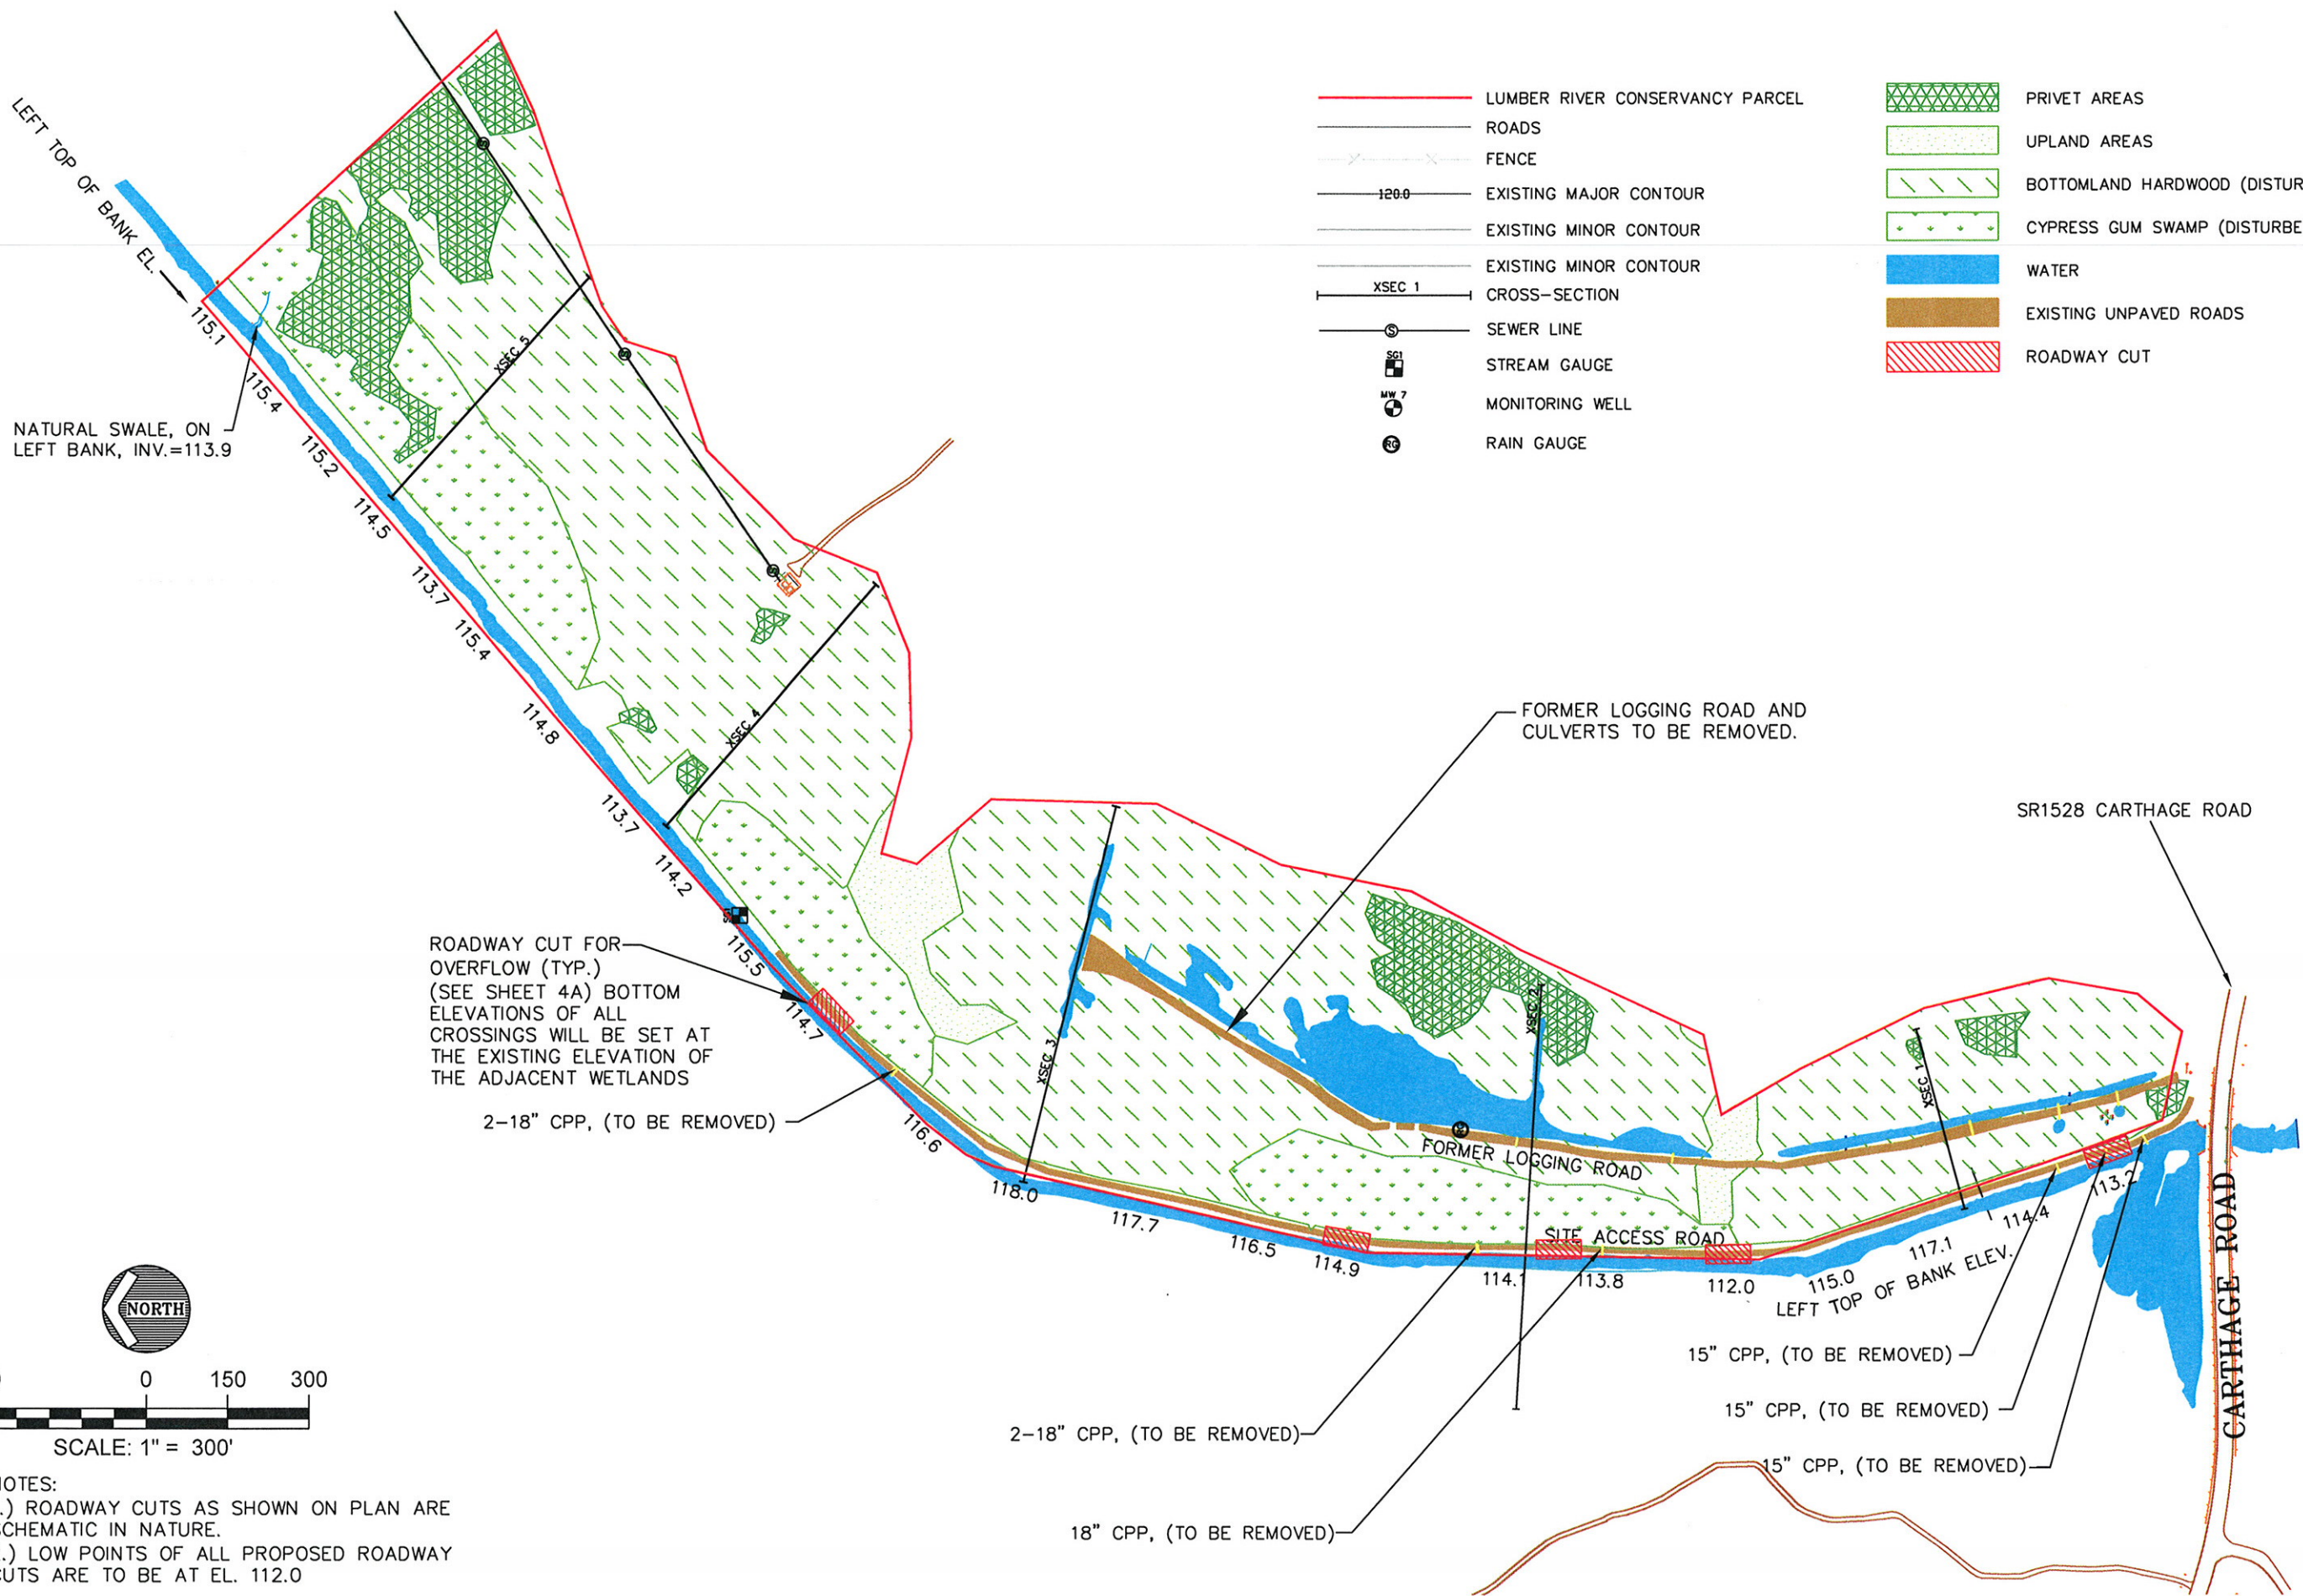 LUMBER RIVER CONSERVANCY PARCEL
ROADS
FENCE
120.0
EXISTING MAJOR CONTOUR
EXISTING MINOR CONTOUR
EXISTING MINOR CONTOUR
XSEC 1
CROSS-SECTION
S
SEWER LINE
SG1
STREAM GAUGE
MW 7
MONITORING WELL
RG
RAIN GAUGE
PRIVET AREAS
UPLAND AREAS
BOTTOMLAND HARDWOOD (DISTUR
CYPRESS GUM SWAMP (DISTURBE
WATER
EXISTING UNPAVED ROADS
ROADWAY CUT
LEFT TOP OF BANK EL.
115.1
115.4
115.2
114.5
113.7
115.4
114.8
113.7
114.2
115.5
114.7
116.6
118.0
117.7
116.5
114.9
114.1
113.8
112.0
115.0
117.1
114.4
113.2
LEFT TOP OF BANK ELEV.
NATURAL SWALE, ON
LEFT BANK, INV.=113.9
S
S
S
XSEC 5
XSEC 4
XSEC 3
XSEC 2
XSEC 1
FORMER LOGGING ROAD AND
CULVERTS TO BE REMOVED.
SR1528 CARTHAGE ROAD
ROADWAY CUT FOR
OVERFLOW (TYP.)
(SEE SHEET 4A) BOTTOM
ELEVATIONS OF ALL
CROSSINGS WILL BE SET AT
THE EXISTING ELEVATION OF
THE ADJACENT WETLANDS
2-18" CPP, (TO BE REMOVED)
FORMER LOGGING ROAD
SITE ACCESS ROAD
CARTHAGE ROAD
15" CPP, (TO BE REMOVED)
15" CPP, (TO BE REMOVED)
15" CPP, (TO BE REMOVED)
2-18" CPP, (TO BE REMOVED)
18" CPP, (TO BE REMOVED)
NORTH
0 150 300
SCALE: 1" = 300'
NOTES:
.) ROADWAY CUTS AS SHOWN ON PLAN ARE
SCHEMATIC IN NATURE.
.) LOW POINTS OF ALL PROPOSED ROADWAY
CUTS ARE TO BE AT EL. 112.0